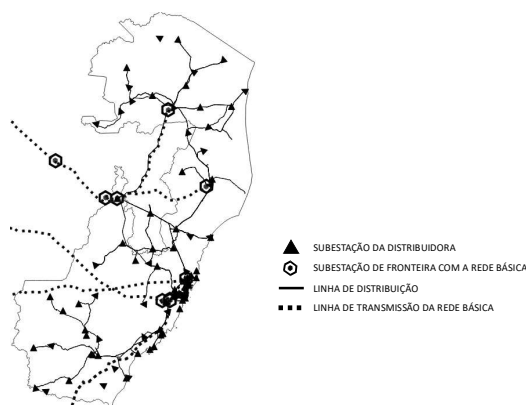 SUBESTAÇÃO DA DISTRIBUIDORA
SUBESTAÇÃO DE FRONTEIRA COM A REDE BÁSICA
LINHA DE DISTRIBUIÇÃO
LINHA DE TRANSMISSÃO DA REDE BÁSICA